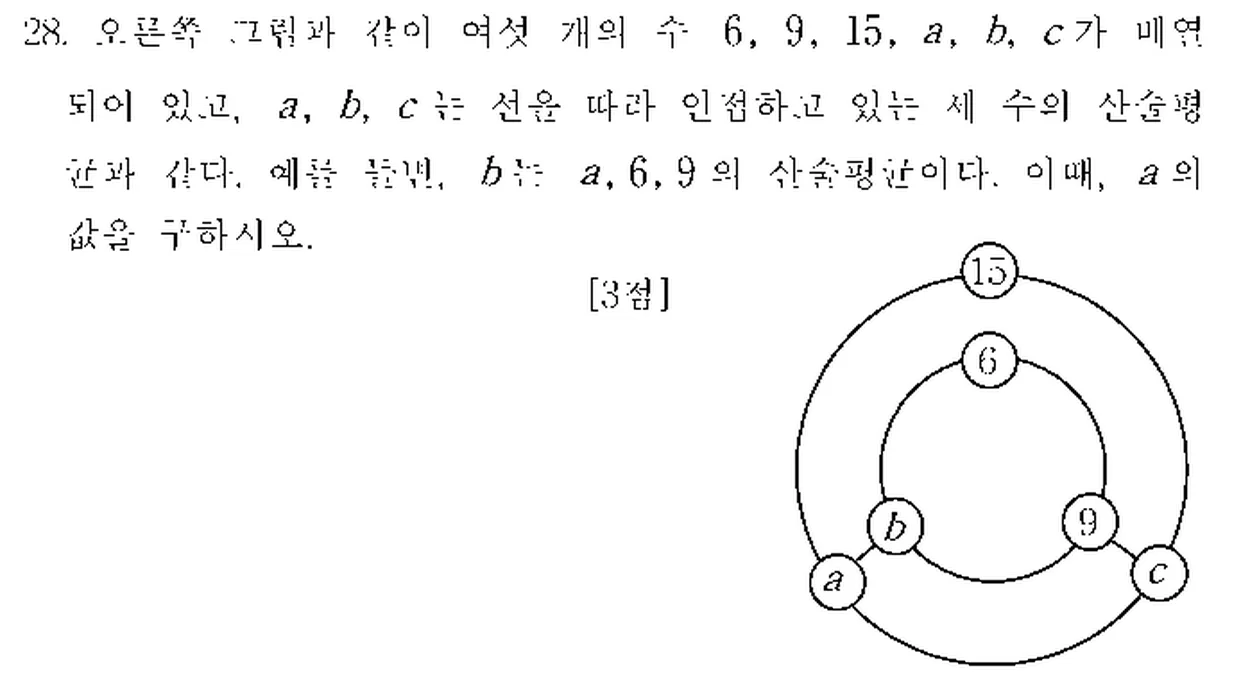 28. 오른쪽 그림과 같이 여섯 개의 수 6, 9, 15, a, b, c가 배열
되어 있고, a, b, c는 선을 따라 인접하고 있는 세 수의 산술평
균과 같다. 예를 들면, b는 a, 6, 9의 산술평균이다. 이때, a의
값을 구하시오.
[3점]
15
6
b
9
a
c